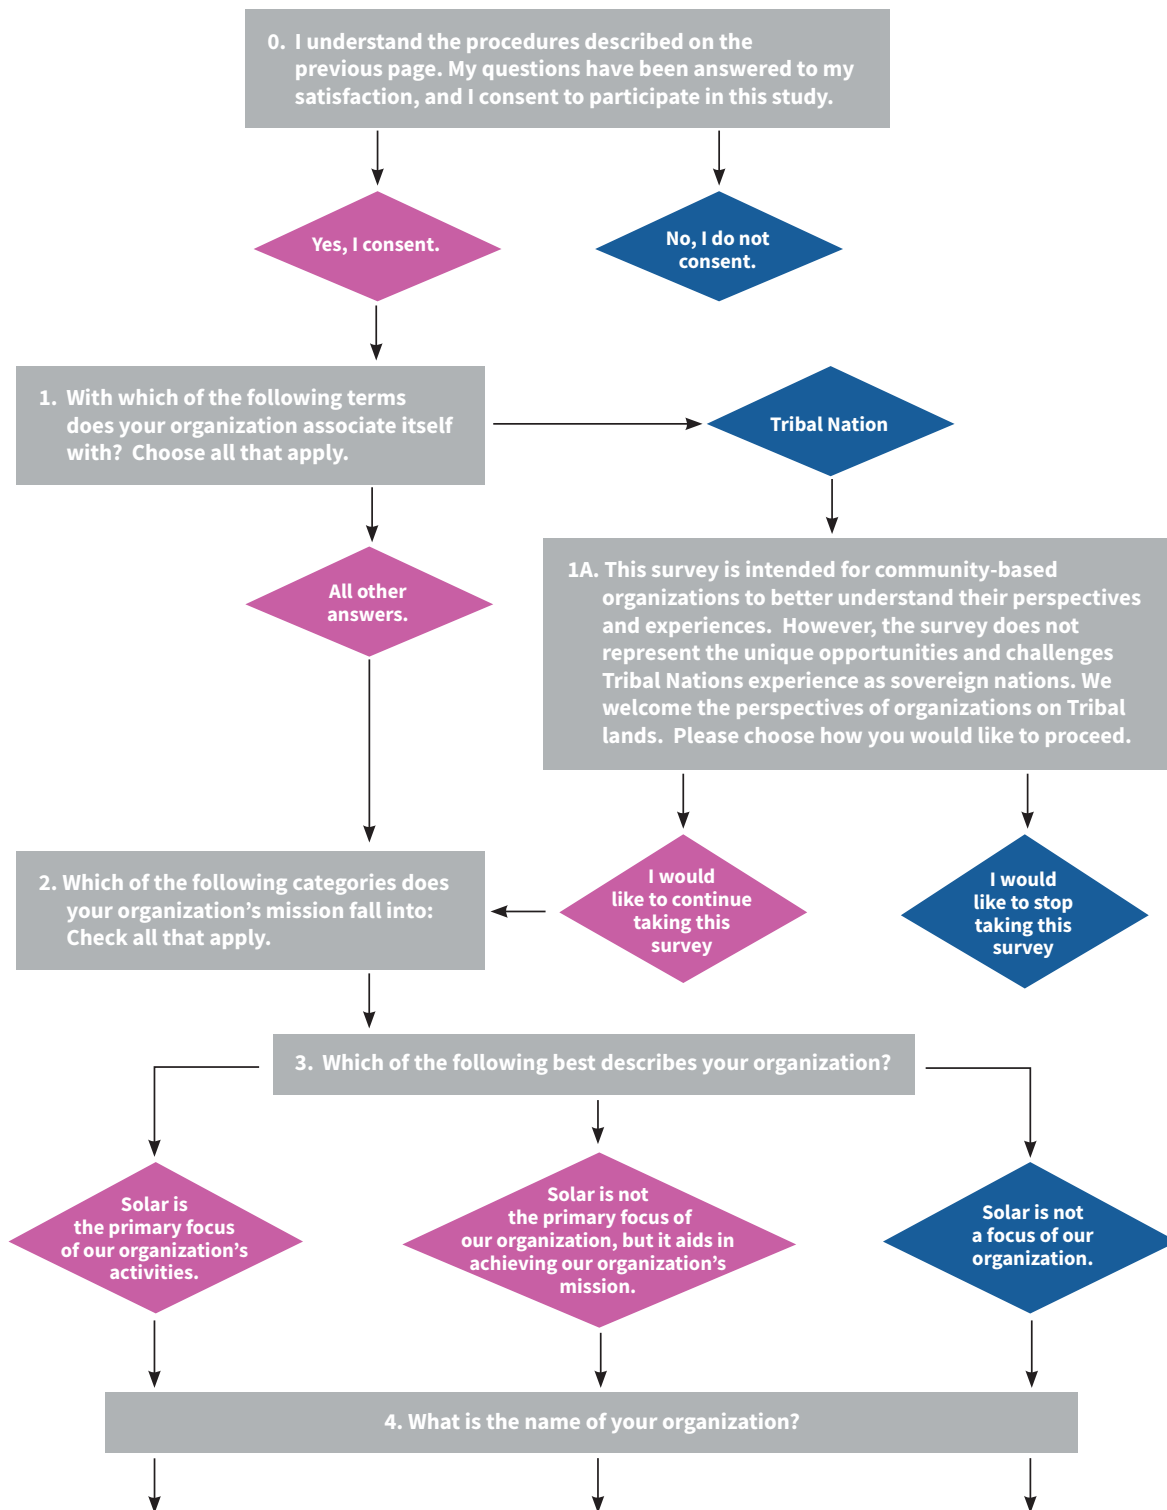 0. I understand the procedures described on the
previous page. My questions have been answered to my
satisfaction, and I consent to participate in this study.
Yes, I consent.
No, I do not
consent.
1. With which of the following terms
does your organization associate itself
with? Choose all that apply.
Tribal Nation
All other
answers.
1A. This survey is intended for community-based
organizations to better understand their perspectives
and experiences. However, the survey does not
represent the unique opportunities and challenges
Tribal Nations experience as sovereign nations. We
welcome the perspectives of organizations on Tribal
lands. Please choose how you would like to proceed.
I would
like to continue
taking this
survey
I would
like to stop
taking this
survey
2. Which of the following categories does
your organization’s mission fall into:
Check all that apply.
3. Which of the following best describes your organization?
Solar is
the primary focus
of our organization’s
activities.
Solar is not
the primary focus of
our organization, but it aids in
achieving our organization’s
mission.
Solar is not
a focus of our
organization.
4. What is the name of your organization?